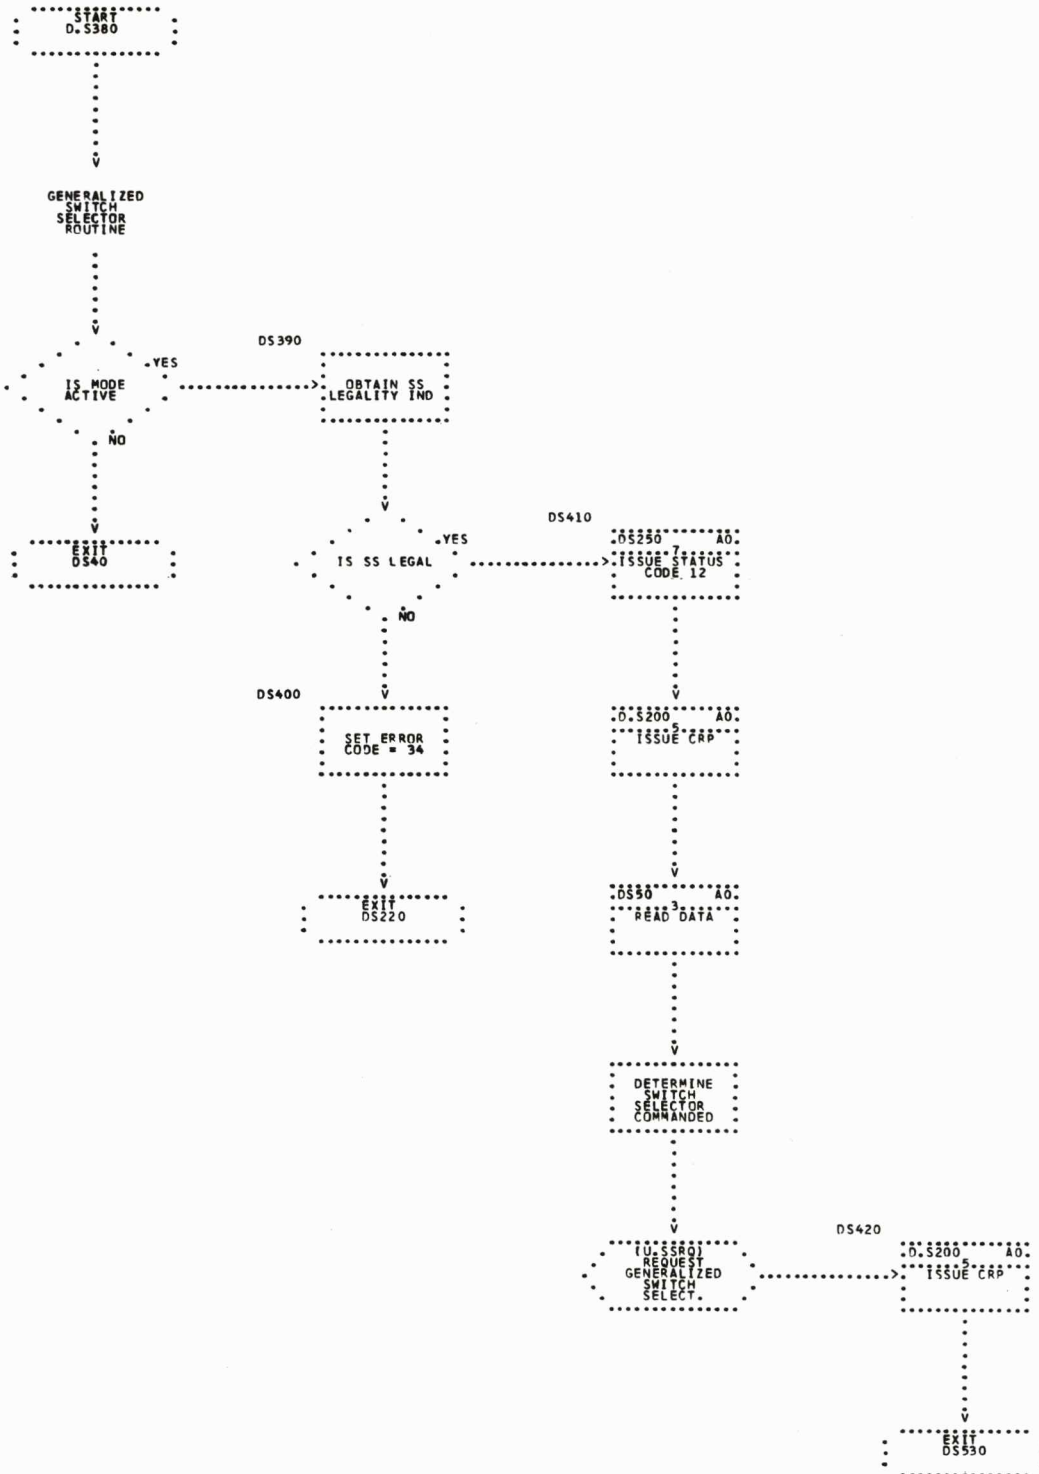 START
D.S380
GENERALIZED
SWITCH
SELECTOR
ROUTINE
IS MODE
ACTIVE
YES
NO
EXIT
DS40
DS390
OBTAIN SS
LEGALITY IND
IS SS LEGAL
YES
NO
DS400
SET ERROR
CODE = 34
EXIT
DS220
DS410
DS250 A0
7
ISSUE STATUS
CODE 12
D.S200 A0
5
ISSUE CRP
DS50 A0
3
READ DATA
DETERMINE
SWITCH
SELECTOR
COMMANDED
(U.SSRQ)
REQUEST
GENERALIZED
SWITCH
SELECT.
DS420
D.S200 A0
5
ISSUE CRP
EXIT
DS530